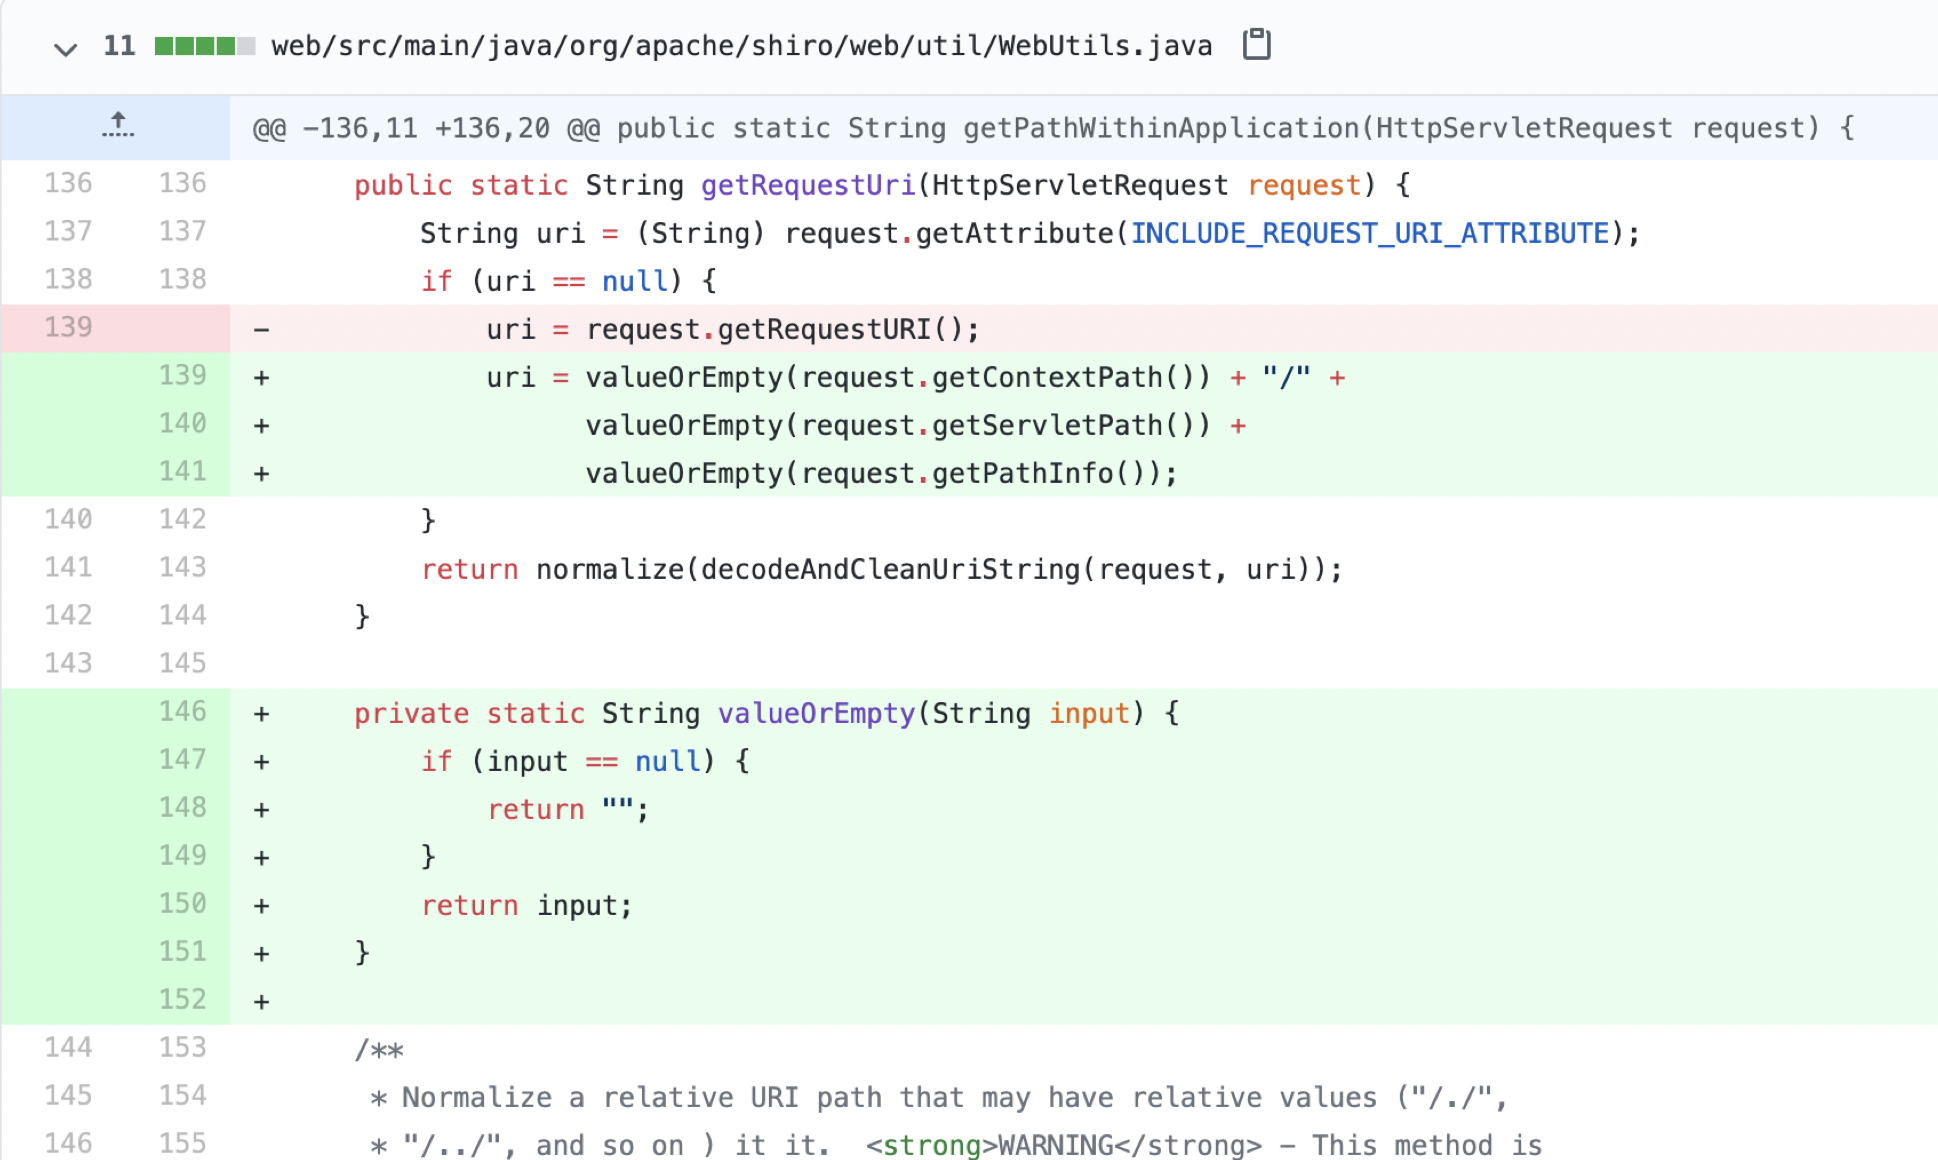 11 web/src/main/java/org/apache/shiro/web/util/WebUtils.java
@@ -136,11 +136,20 @@ public static String getPathWithinApplication(HttpServletRequest request) {
136 136 public static String getRequestUri(HttpServletRequest request) {
137 137 String uri = (String) request.getAttribute(INCLUDE_REQUEST_URI_ATTRIBUTE);
138 138 if (uri == null) {
139 - uri = request.getRequestURI();
139 + uri = valueOrEmpty(request.getContextPath()) + "/" +
140 + valueOrEmpty(request.getServletPath()) +
141 + valueOrEmpty(request.getPathInfo());
140 142 }
141 143 return normalize(decodeAndCleanUriString(request, uri));
142 144 }
143 145
146 + private static String valueOrEmpty(String input) {
147 + if (input == null) {
148 + return "";
149 + }
150 + return input;
151 + }
152 +
144 153 /**
145 154 * Normalize a relative URI path that may have relative values ("/./",
146 155 * "/../", and so on ) it it. <strong>WARNING</strong> - This method is